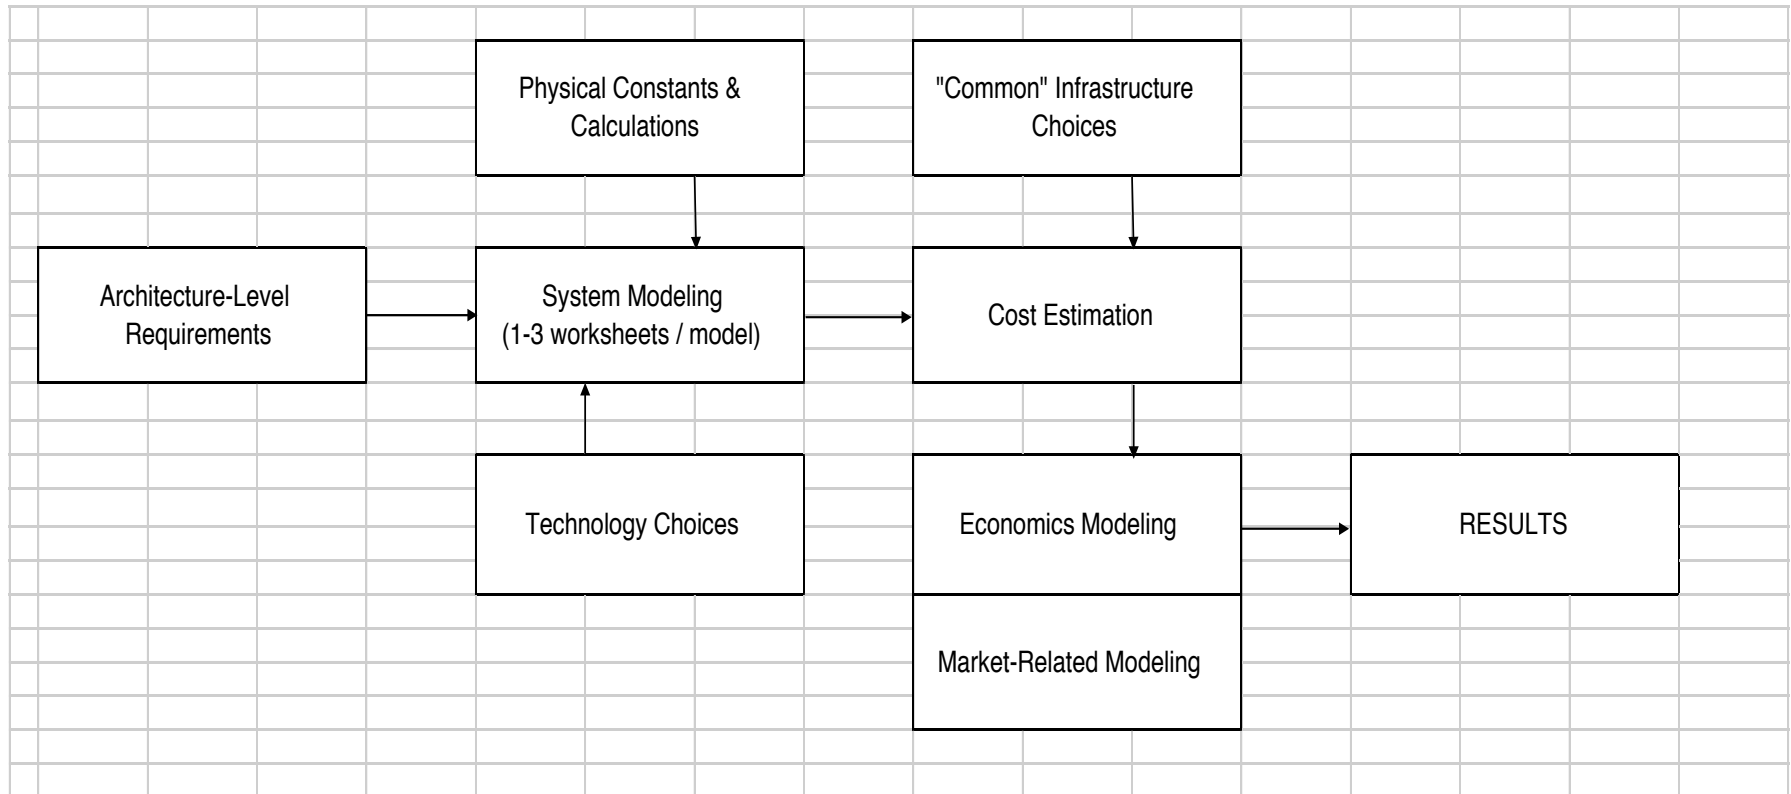 Physical Constants &
Calculations
"Common" Infrastructure
Choices
Architecture-Level
Requirements
System Modeling
(1-3 worksheets / model)
Cost Estimation
Technology Choices
Economics Modeling
RESULTS
Market-Related Modeling